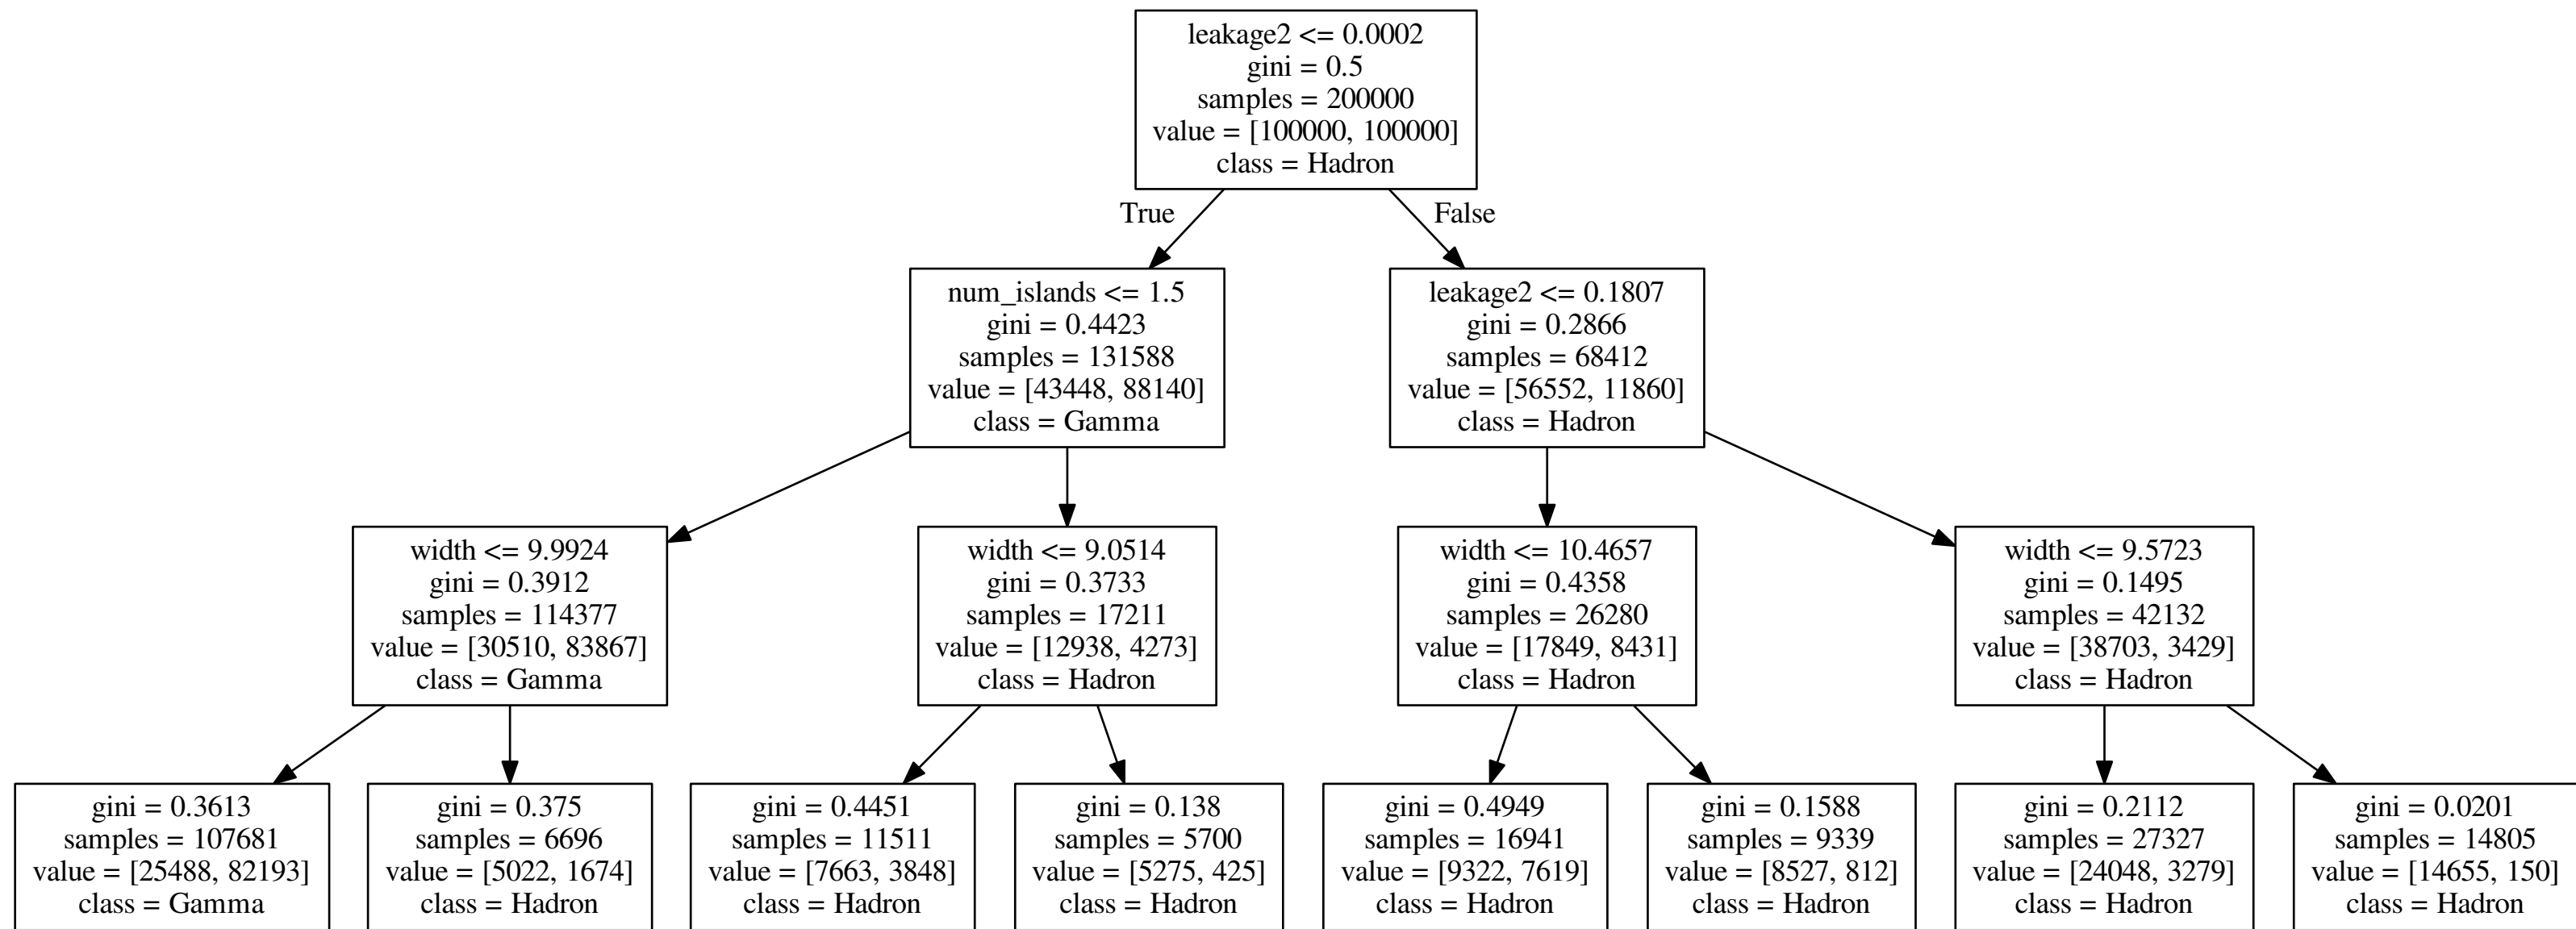 leakage2 <= 0.0002
gini = 0.5
samples = 200000
value = [100000, 100000]
class = Hadron
True
False
num_islands <= 1.5
gini = 0.4423
samples = 131588
value = [43448, 88140]
class = Gamma
leakage2 <= 0.1807
gini = 0.2866
samples = 68412
value = [56552, 11860]
class = Hadron
width <= 9.9924
gini = 0.3912
samples = 114377
value = [30510, 83867]
class = Gamma
width <= 9.0514
gini = 0.3733
samples = 17211
value = [12938, 4273]
class = Hadron
width <= 10.4657
gini = 0.4358
samples = 26280
value = [17849, 8431]
class = Hadron
width <= 9.5723
gini = 0.1495
samples = 42132
value = [38703, 3429]
class = Hadron
gini = 0.3613
samples = 107681
value = [25488, 82193]
class = Gamma
gini = 0.375
samples = 6696
value = [5022, 1674]
class = Hadron
gini = 0.4451
samples = 11511
value = [7663, 3848]
class = Hadron
gini = 0.138
samples = 5700
value = [5275, 425]
class = Hadron
gini = 0.4949
samples = 16941
value = [9322, 7619]
class = Hadron
gini = 0.1588
samples = 9339
value = [8527, 812]
class = Hadron
gini = 0.2112
samples = 27327
value = [24048, 3279]
class = Hadron
gini = 0.0201
samples = 14805
value = [14655, 150]
class = Hadron